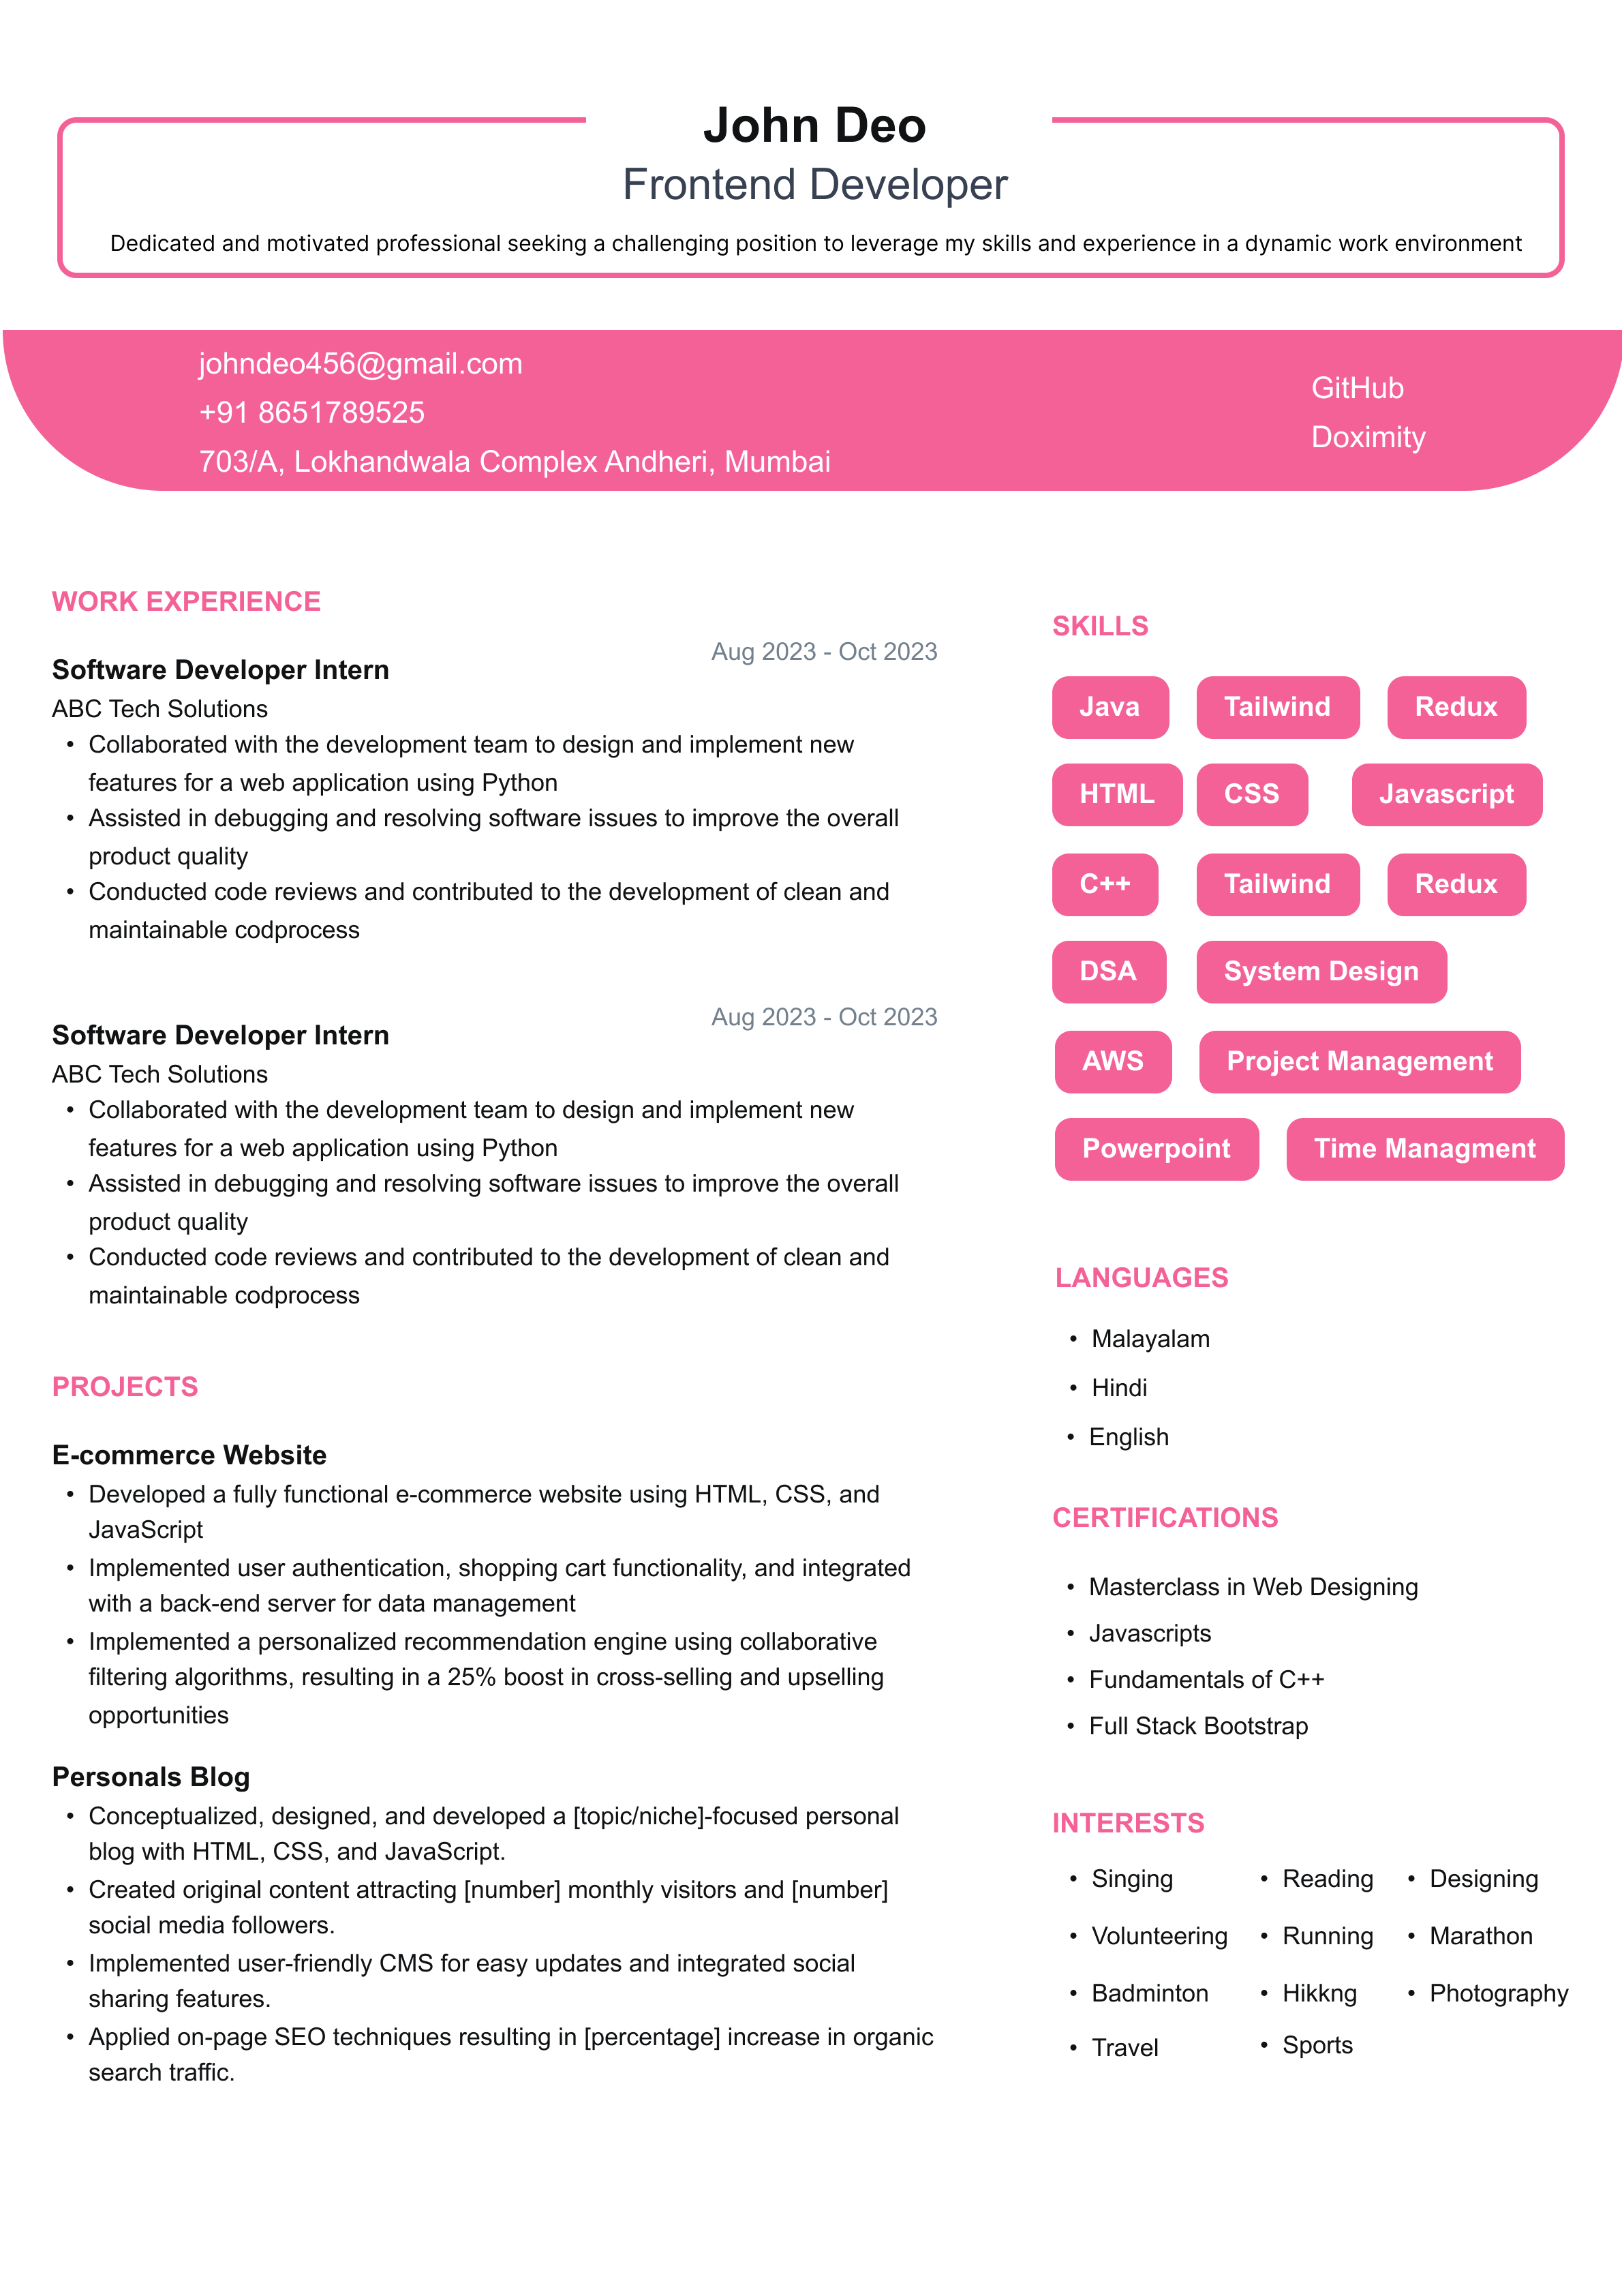 John Deo
Frontend Developer
Dedicated and motivated professional seeking a challenging position to leverage my skills and experience in a dynamic work environment
johndeo456@gmail.com
+91 8651789525
703/A, Lokhandwala Complex Andheri, Mumbai
GitHub
Doximity
WORK EXPERIENCE
Aug 2023 - Oct 2023
Software Developer Intern
ABC Tech Solutions
• Collaborated with the development team to design and implement new
features for a web application using Python
• Assisted in debugging and resolving software issues to improve the overall
product quality
• Conducted code reviews and contributed to the development of clean and
maintainable codprocess
Aug 2023 - Oct 2023
Software Developer Intern
ABC Tech Solutions
• Collaborated with the development team to design and implement new
features for a web application using Python
• Assisted in debugging and resolving software issues to improve the overall
product quality
• Conducted code reviews and contributed to the development of clean and
maintainable codprocess
PROJECTS
E-commerce Website
• Developed a fully functional e-commerce website using HTML, CSS, and
JavaScript
• Implemented user authentication, shopping cart functionality, and integrated
with a back-end server for data management
• Implemented a personalized recommendation engine using collaborative
filtering algorithms, resulting in a 25% boost in cross-selling and upselling
opportunities
Personals Blog
• Conceptualized, designed, and developed a [topic/niche]-focused personal
blog with HTML, CSS, and JavaScript.
• Created original content attracting [number] monthly visitors and [number]
social media followers.
• Implemented user-friendly CMS for easy updates and integrated social
sharing features.
• Applied on-page SEO techniques resulting in [percentage] increase in organic
search traffic.
SKILLS
Java Tailwind Redux
HTML CSS Javascript
C++ Tailwind Redux
DSA System Design
AWS Project Management
Powerpoint Time Managment
LANGUAGES
• Malayalam
• Hindi
• English
CERTIFICATIONS
• Masterclass in Web Designing
• Javascripts
• Fundamentals of C++
• Full Stack Bootstrap
INTERESTS
• Singing • Reading • Designing
• Volunteering • Running • Marathon
• Badminton • Hikkng • Photography
• Travel • Sports